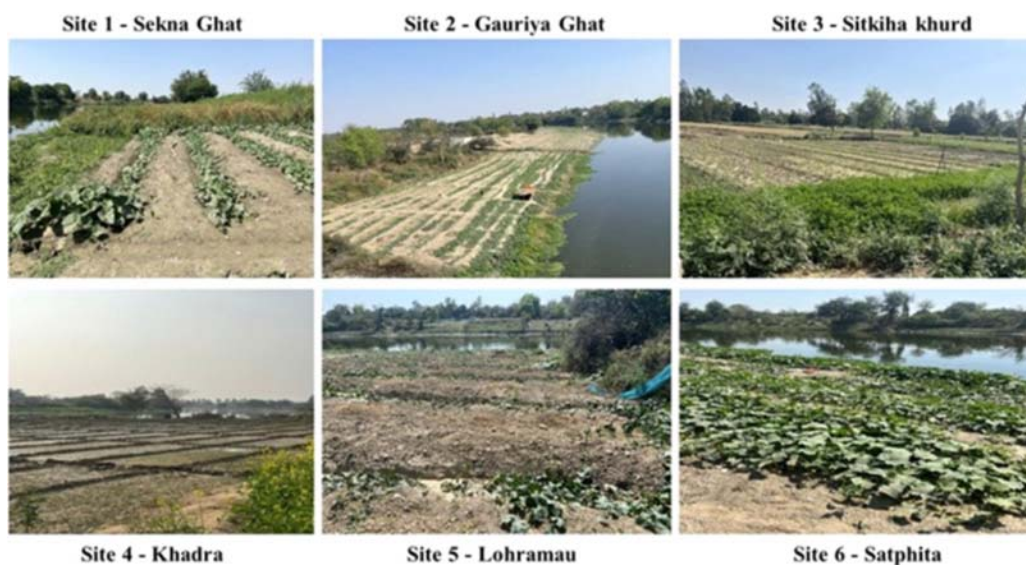 Site 1 - Sekna Ghat
Site 2 - Gauriya Ghat
Site 3 - Sitkiha khurd
Site 4 - Khadra
Site 5 - Lohramau
Site 6 - Satphita